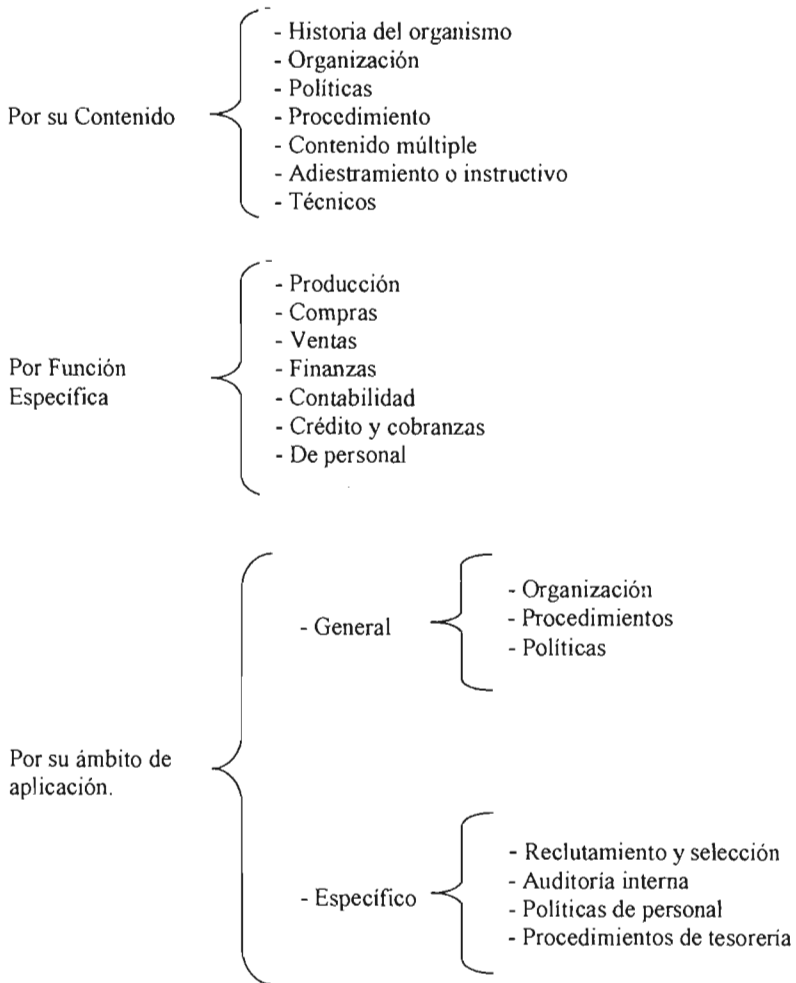 Por su Contenido
- Historia del organismo
- Organización
- Políticas
- Procedimiento
- Contenido múltiple
- Adiestramiento o instructivo
- Técnicos
Por Función
Específica
- Producción
- Compras
- Ventas
- Finanzas
- Contabilidad
- Crédito y cobranzas
- De personal
Por su ámbito de
aplicación.
- General
- Organización
- Procedimientos
- Políticas
- Específico
- Reclutamiento y selección
- Auditoría interna
- Políticas de personal
- Procedimientos de tesorería